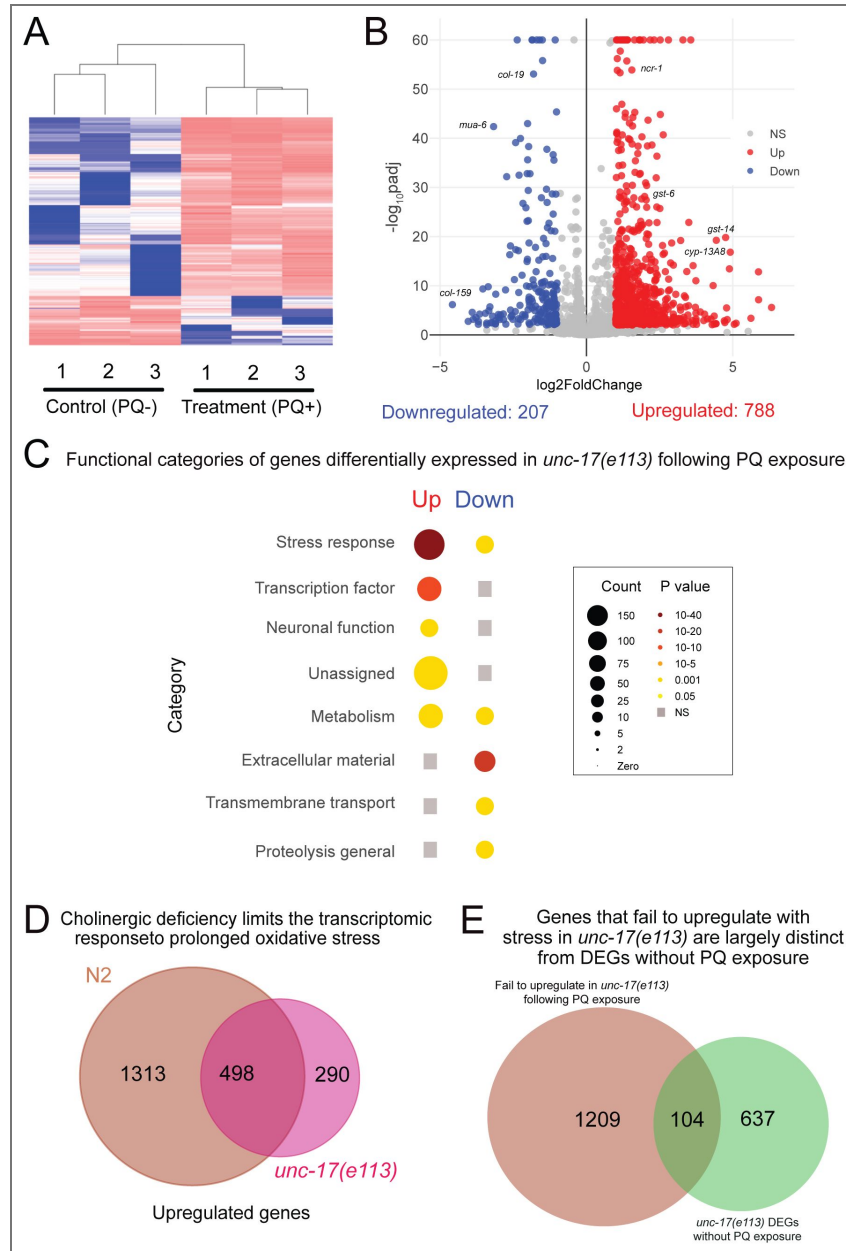 A
1 2 3 1 2 3
Control (PQ-) Treatment (PQ+)
B
60
50
40
30
20
10
0
-log10padj
−5 0 5
log2FoldChange
col-19
ncr-1
mua-6
gst-6
gst-14
cyp-13A8
col-159
NS
Up
Down
Downregulated: 207 Upregulated: 788
C Functional categories of genes differentially expressed in unc-17(e113) following PQ exposure
Up Down
Category
Stress response
Transcription factor
Neuronal function
Unassigned
Metabolism
Extracellular material
Transmembrane transport
Proteolysis general
Count P value
150 10-40
100 10-20
75 10-10
50 10-5
25 0.001
10 0.05
5 NS
2
Zero
D Cholinergic deficiency limits the transcriptomic
responseto prolonged oxidative stress
N2
1313 498 290
unc-17(e113)
Upregulated genes
E Genes that fail to upregulate with
stress in unc-17(e113) are largely distinct
from DEGs without PQ exposure
Fail to upregulate in unc-17(e113)
following PQ exposure
1209 104 637
unc-17(e113) DEGs
without PQ exposure